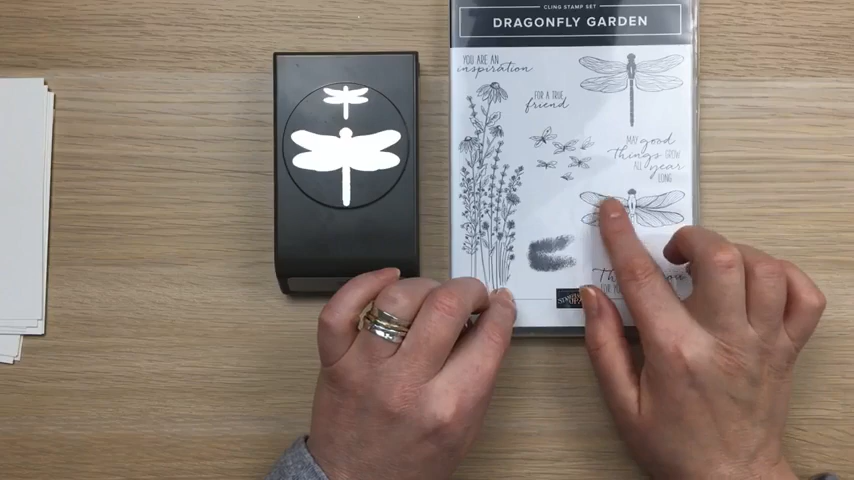 CLING STAMP SET
DRAGONFLY GARDEN
YOU ARE AN
inspiration
FOR A TRUE
friend
MAY good
things GROW
ALL year
LONG